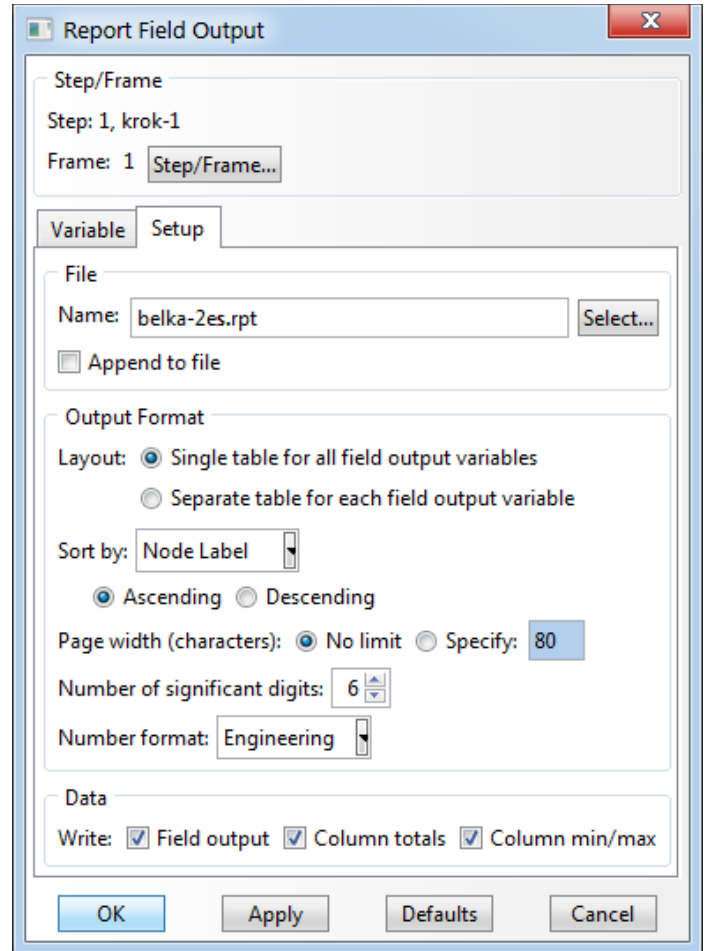 Report Field Output
Step/Frame
Step: 1, krok-1
Frame: 1 Step/Frame...
Variable Setup
File
Name: belka-2es.rpt Select...
Append to file
Output Format
Layout: Single table for all field output variables
Separate table for each field output variable
Sort by: Node Label
Ascending Descending
Page width (characters): No limit Specify: 80
Number of significant digits: 6
Number format: Engineering
Data
Write: Field output Column totals Column min/max
OK Apply Defaults Cancel